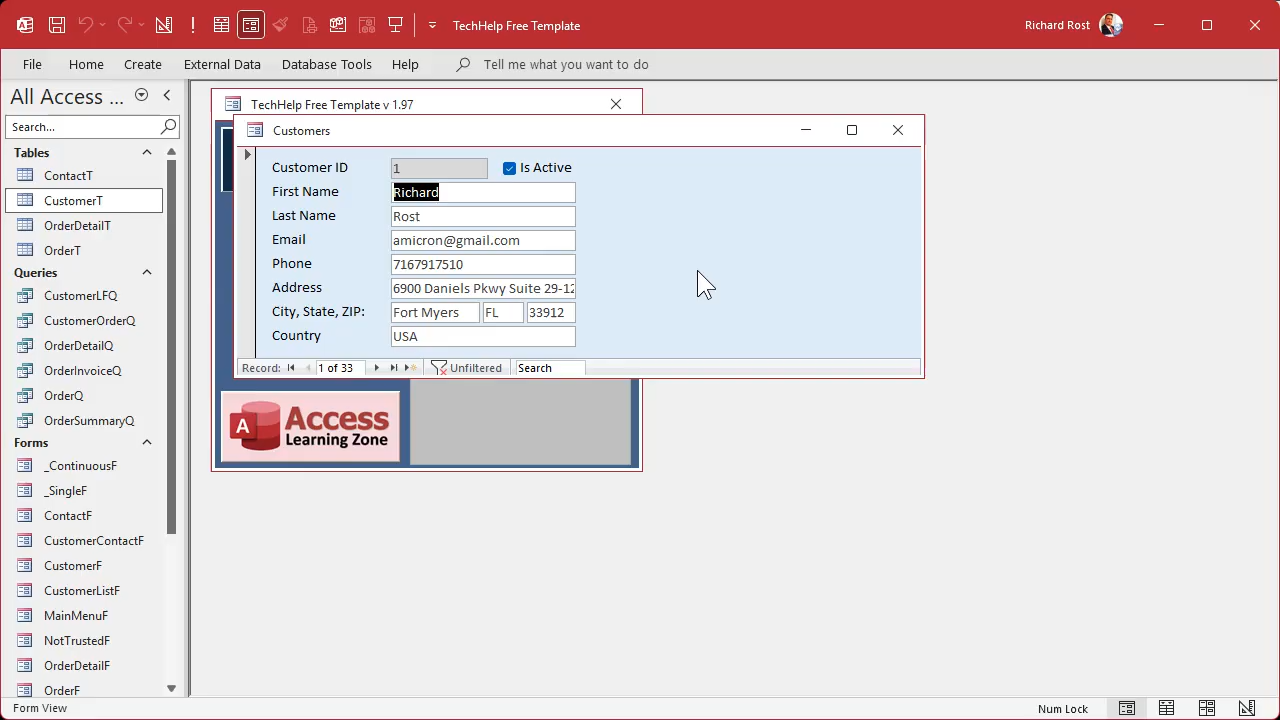 TechHelp Free Template
Richard Rost
File Home Create External Data Database Tools Help Tell me what you want to do
All Access ...
Search...
Tables
ContactT
CustomerT
OrderDetailT
OrderT
Queries
CustomerLFQ
CustomerOrderQ
OrderDetailQ
OrderInvoiceQ
OrderQ
OrderSummaryQ
Forms
_ContinuousF
_SingleF
ContactF
CustomerContactF
CustomerF
CustomerListF
MainMenuF
NotTrustedF
OrderDetailF
OrderF
TechHelp Free Template v 1.97
Customers
Customer ID 1 Is Active
First Name Richard
Last Name Rost
Email amicron@gmail.com
Phone 7167917510
Address 6900 Daniels Pkwy Suite 29-12
City, State, ZIP: Fort Myers FL 33912
Country USA
Record: 1 of 33 Unfiltered Search
A Access
Learning Zone
Form View
Num Lock